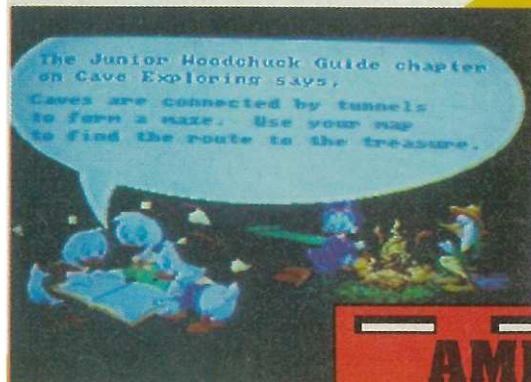 The Junior Woodchuck Guide chapter
on Cave Exploring says,
Caves are connected by tunnels
to form a maze. Use your map
to find the route to the treasure.
AM